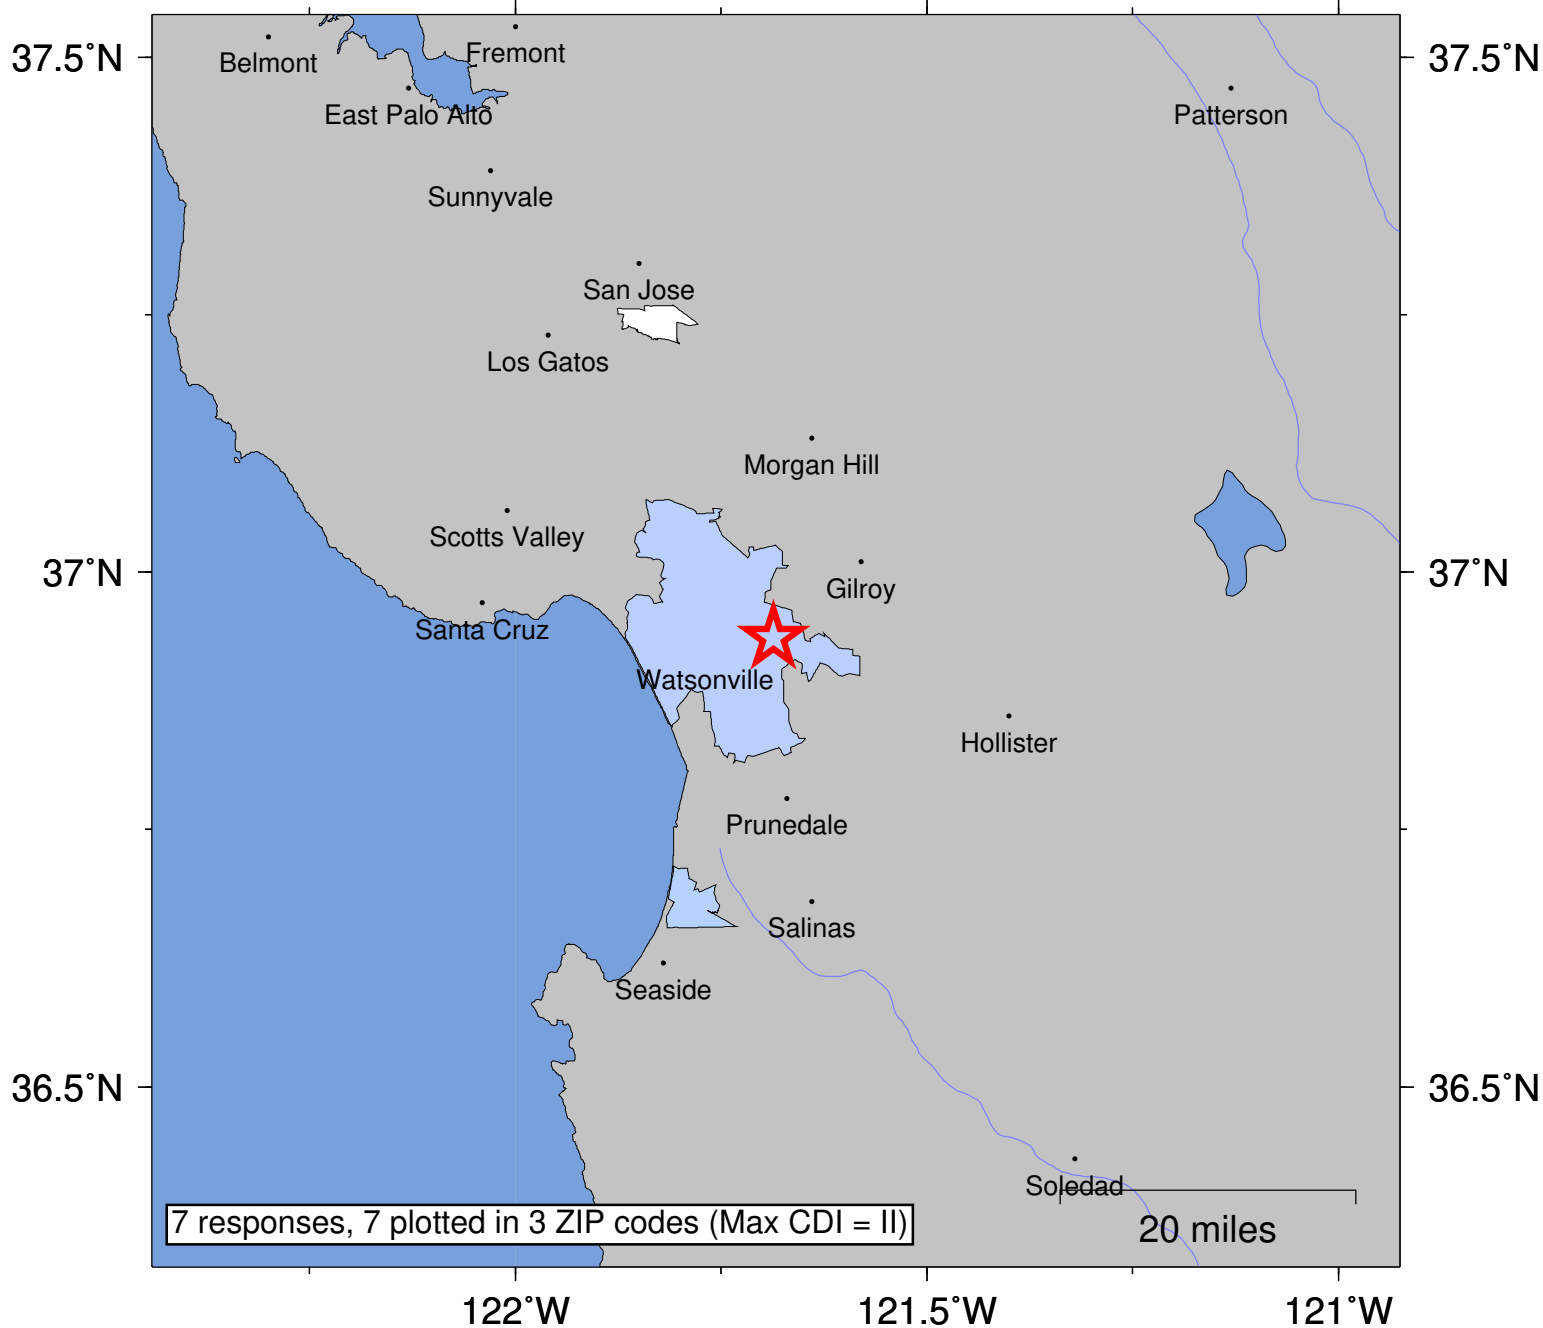 Belmont
Fremont
37.5˚N
37.5˚N
East Palo Alto
Patterson
Sunnyvale
San Jose
Los Gatos
Morgan Hill
Scotts Valley
37˚N
37˚N
Gilroy
Santa Cruz
Watsonville
Hollister
Prunedale
Salinas
Seaside
36.5˚N
36.5˚N
Soledad
7 responses, 7 plotted in 3 ZIP codes (Max CDI = II)
20 miles
122˚W
121.5˚W
121˚W